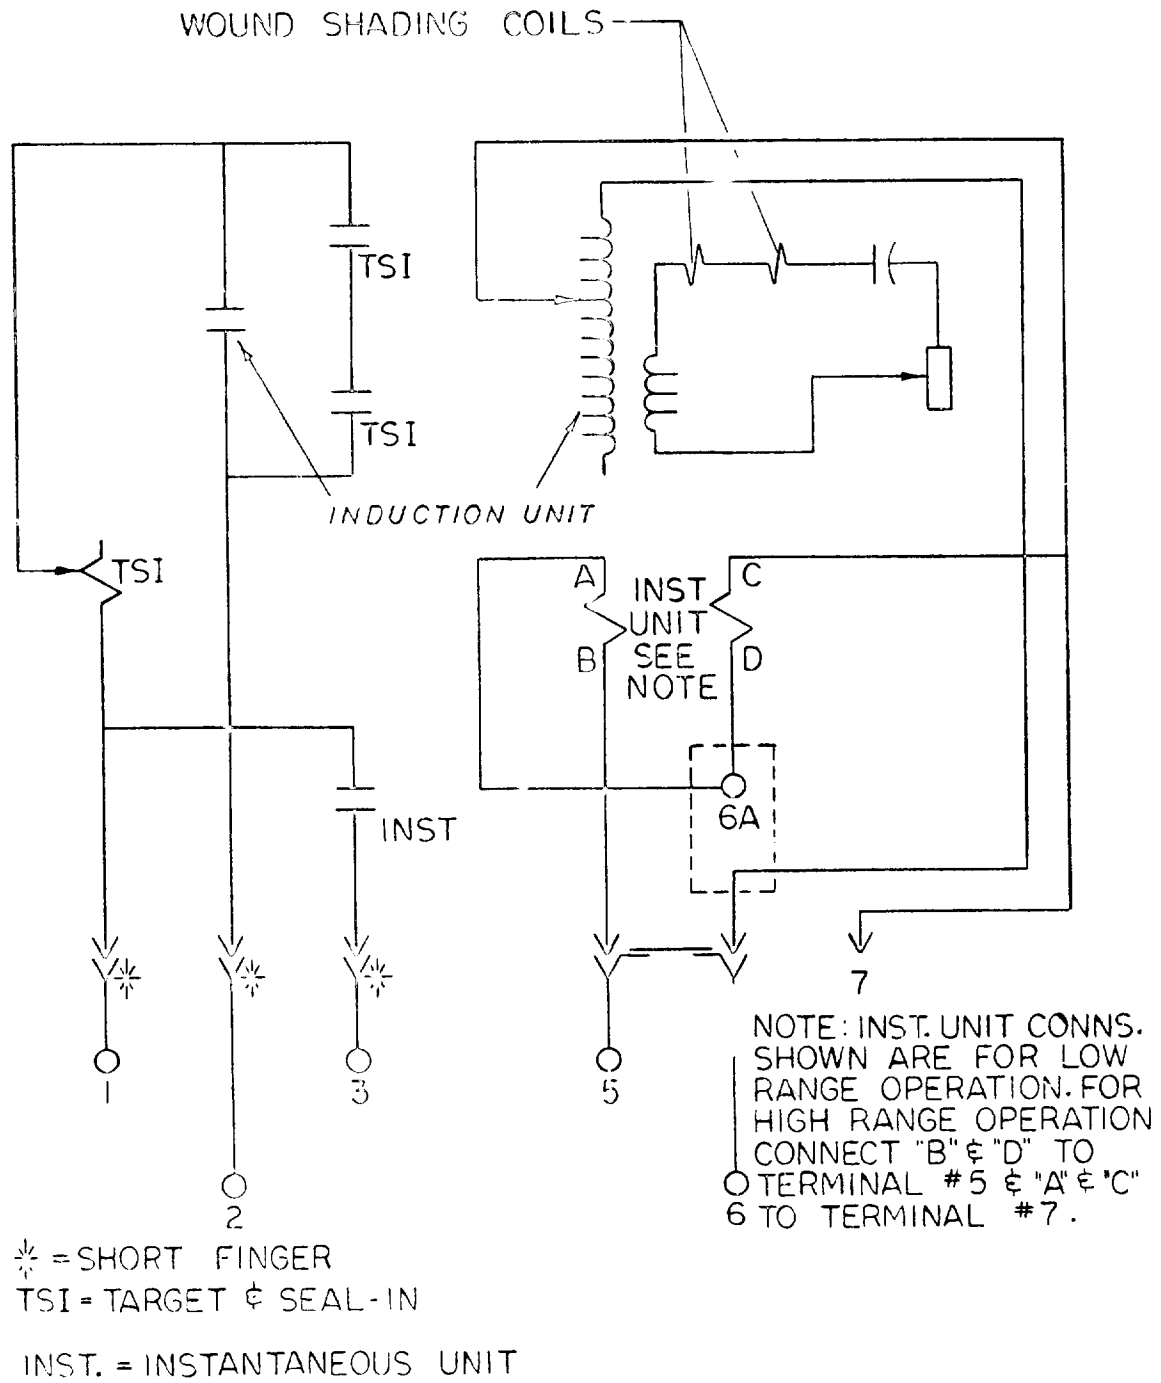 WOUND SHADING COILS
TSI
TSI
INDUCTION UNIT
TSI
A
B
INST
UNIT
SEE
NOTE
C
D
6A
INST
7
1
2
3
5
6
NOTE: INST. UNIT CONNS.
SHOWN ARE FOR LOW
RANGE OPERATION. FOR
HIGH RANGE OPERATION
CONNECT "B" & "D" TO
TERMINAL #5 & "A" & "C"
TO TERMINAL #7.
= SHORT FINGER
TSI = TARGET & SEAL-IN
INST. = INSTANTANEOUS UNIT